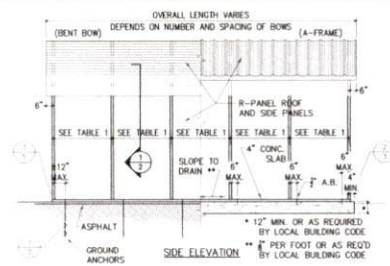 OVERALL LENGTH VARIES
DEPENDS ON NUMBER AND SPACING OF BOWS
(BENT BOW)
(A-FRAME)
6"
6"
R-PANEL ROOF
AND SIDE PANELS
SEE TABLE 1
SEE TABLE 1
SEE TABLE 1
SEE TABLE 1
SEE TABLE 1
12"
MAX.
1
2
SLOPE TO
DRAIN **
4" CONC.
SLAB
6"
MAX.
6"
MAX.
6"
MAX.
4"
MIN.
A.B.
*
ASPHALT
GROUND
ANCHORS
SIDE ELEVATION
* 12" MIN. OR AS REQUIRED
BY LOCAL BUILDING CODE
PER FOOT OR AS REQ'D
BY LOCAL BUILDING CODE